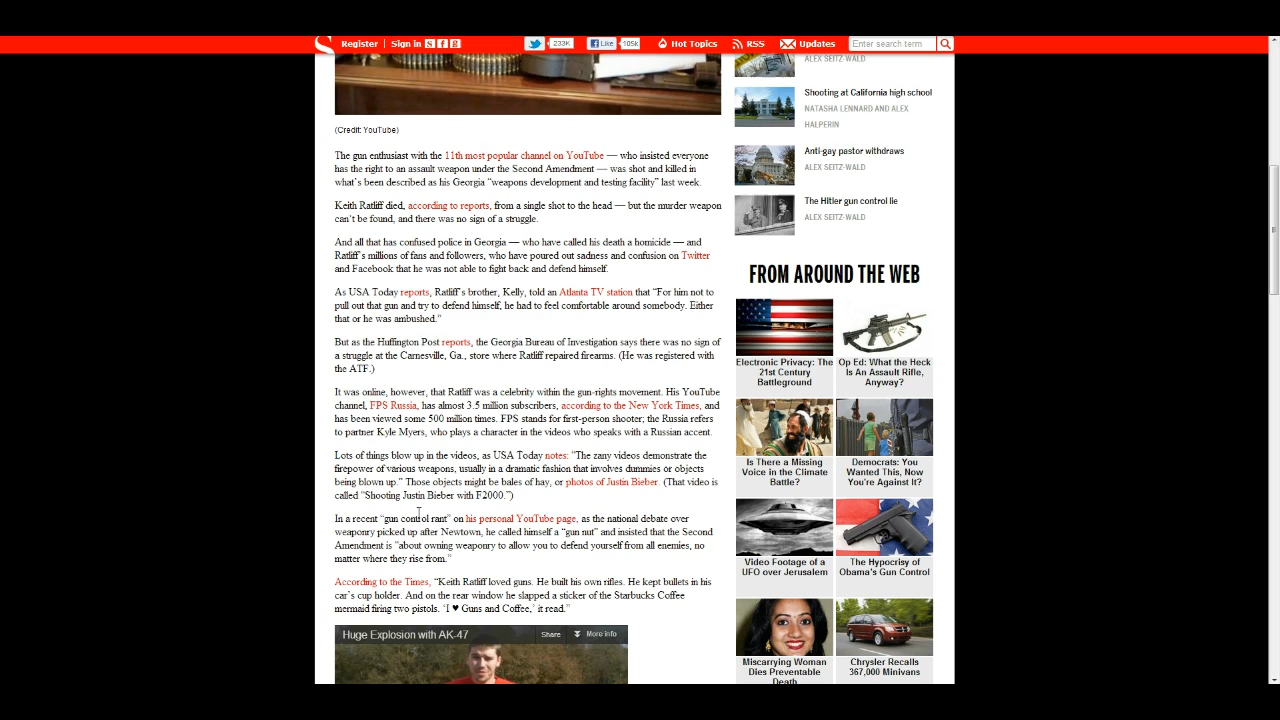 S Register | Sign in 233K Like 105k Hot Topics RSS Updates Enter search term
(Credit: YouTube)
The gun enthusiast with the 11th most popular channel on YouTube — who insisted everyone
has the right to an assault weapon under the Second Amendment — was shot and killed in
what's been described as his Georgia “weapons development and testing facility” last week.
Keith Ratliff died, according to reports, from a single shot to the head — but the murder weapon
can't be found, and there was no sign of a struggle.
And all that has confused police in Georgia — who have called his death a homicide — and
Ratliff's millions of fans and followers, who have poured out sadness and confusion on Twitter
and Facebook that he was not able to fight back and defend himself.
As USA Today reports, Ratliff's brother, Kelly, told an Atlanta TV station that “For him not to
pull out that gun and try to defend himself, he had to feel comfortable around somebody. Either
that or he was ambushed.”
But as the Huffington Post reports, the Georgia Bureau of Investigation says there was no sign of
a struggle at the Carnesville, Ga., store where Ratliff repaired firearms. (He was registered with
the ATF.)
It was online, however, that Ratliff was a celebrity within the gun-rights movement. His YouTube
channel, FPS Russia, has almost 3.5 million subscribers, according to the New York Times, and
has been viewed some 500 million times. FPS stands for first-person shooter; the Russia refers
to partner Kyle Myers, who plays a character in the videos who speaks with a Russian accent.
Lots of things blow up in the videos, as USA Today notes: “The zany videos demonstrate the
firepower of various weapons, usually in a dramatic fashion that involves dummies or objects
being blown up.” Those objects might be bales of hay, or photos of Justin Bieber. (That video is
called “Shooting Justin Bieber with F2000.”)
In a recent “gun control rant” on his personal YouTube page, as the national debate over
weaponry picked up after Newtown, he called himself a “gun nut” and insisted that the Second
Amendment is “about owning weaponry to allow you to defend yourself from all enemies, no
matter where they rise from.”
According to the Times, “Keith Ratliff loved guns. He built his own rifles. He kept bullets in his
car's cup holder. And on the rear window he slapped a sticker of the Starbucks Coffee
mermaid firing two pistols. ‘I ♥ Guns and Coffee,’ it read.”
Huge Explosion with AK-47 Share More info
ALEX SEITZ-WALD
Shooting at California high school
NATASHA LENNARD AND ALEX
HALPERIN
Anti-gay pastor withdraws
ALEX SEITZ-WALD
The Hitler gun control lie
ALEX SEITZ-WALD
FROM AROUND THE WEB
Electronic Privacy: The
21st Century
Battleground
Op Ed: What the Heck
Is An Assault Rifle,
Anyway?
Is There a Missing
Voice in the Climate
Battle?
Democrats: You
Wanted This, Now
You're Against It?
Video Footage of a
UFO over Jerusalem
The Hypocrisy of
Obama's Gun Control
Miscarrying Woman
Dies Preventable
Death
Chrysler Recalls
367,000 Minivans